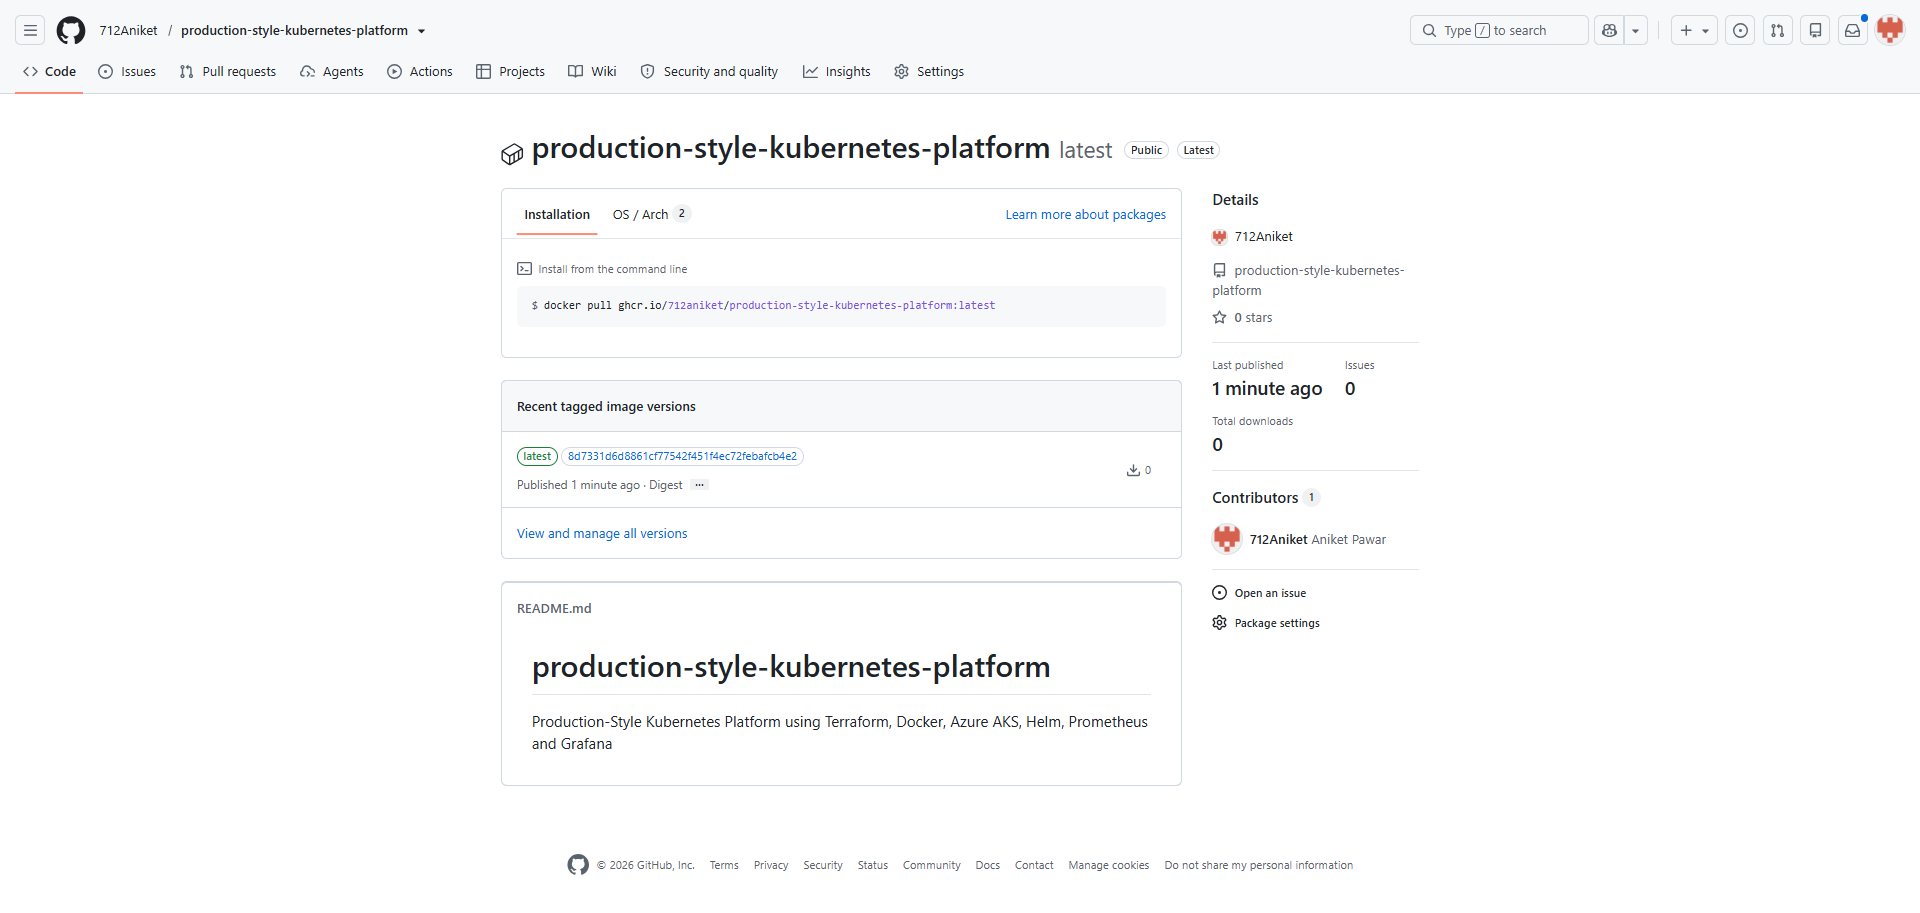 712Aniket / production-style-kubernetes-platform
Type / to search
Code
Issues
Pull requests
Agents
Actions
Projects
Wiki
Security and quality
Insights
Settings
production-style-kubernetes-platform latest Public Latest
Installation
OS / Arch 2
Learn more about packages
Install from the command line
$ docker pull ghcr.io/712aniket/production-style-kubernetes-platform:latest
Recent tagged image versions
latest 8d7331d6d8861cf77542f451f4ec72febafcb4e2
0
Published 1 minute ago · Digest ...
View and manage all versions
README.md
production-style-kubernetes-platform
Production-Style Kubernetes Platform using Terraform, Docker, Azure AKS, Helm, Prometheus
and Grafana
Details
712Aniket
production-style-kubernetes-
platform
0 stars
Last published
1 minute ago
Issues
0
Total downloads
0
Contributors 1
712Aniket Aniket Pawar
Open an issue
Package settings
© 2026 GitHub, Inc.
Terms
Privacy
Security
Status
Community
Docs
Contact
Manage cookies
Do not share my personal information